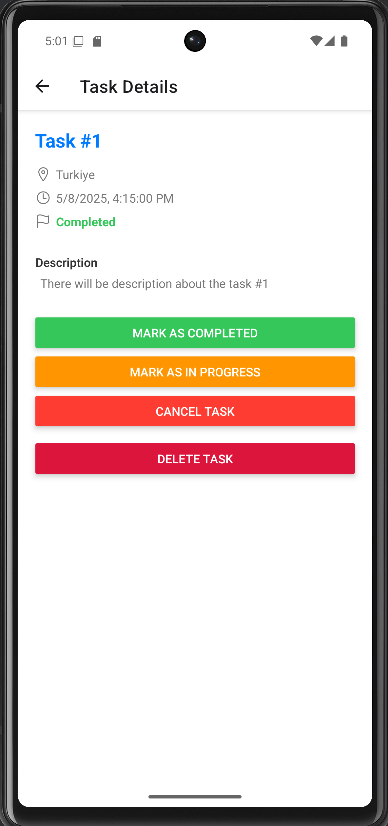 5:01
Task Details
Task #1
Turkiye
5/8/2025, 4:15:00 PM
Completed
Description
There will be description about the task #1
MARK AS COMPLETED
MARK AS IN PROGRESS
CANCEL TASK
DELETE TASK